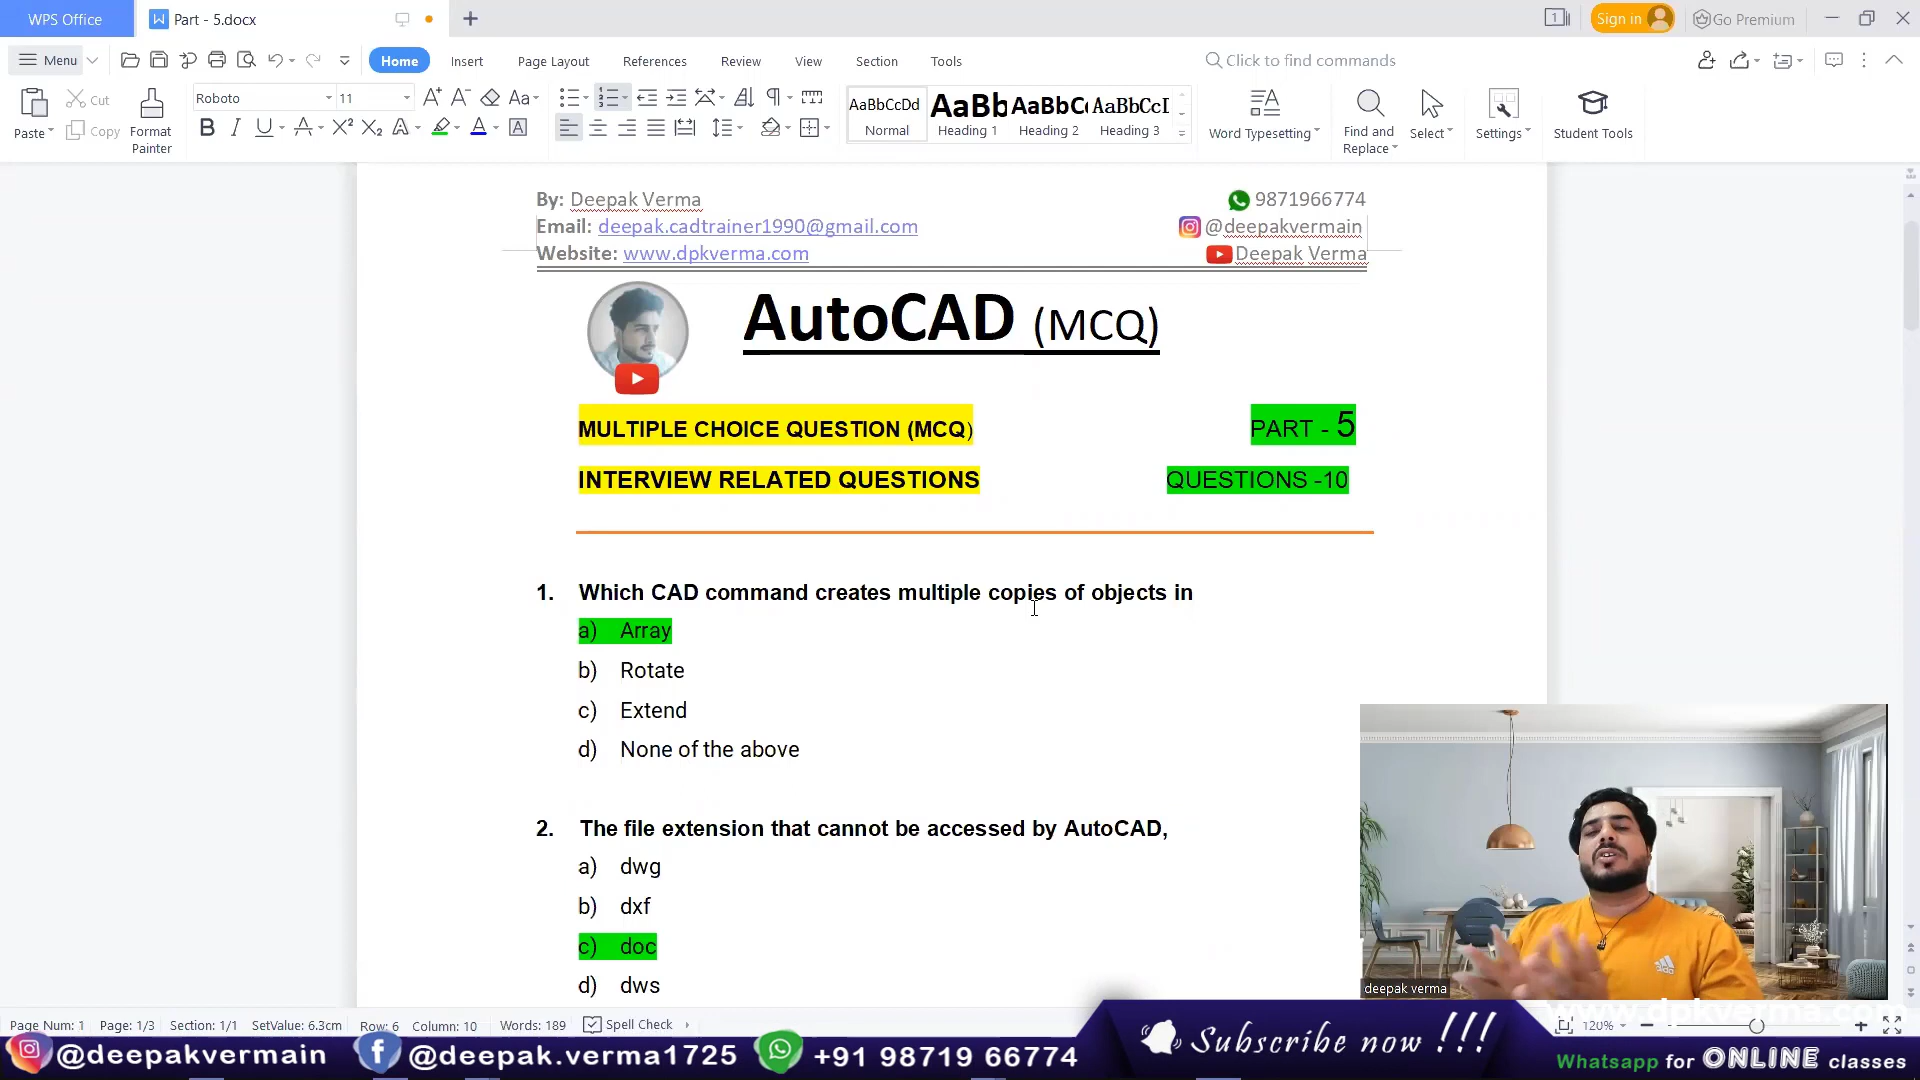 WPS Office
Part - 5.docx
1
Sign in
Go Premium
Menu
Home
Insert
Page Layout
References
Review
View
Section
Tools
Click to find commands
Paste
Cut
Copy
Format
Painter
Roboto
11
AaBbCcDd
Normal
AaBb
Heading 1
AaBbC
Heading 2
AaBbCcI
Heading 3
Word Typesetting
Find and
Replace
Select
Settings
Student Tools
By: Deepak Verma
9871966774
Email: deepak.cadtrainer1990@gmail.com
@deepakvermain
Website: www.dpkverma.com
Deepak Verma
AutoCAD (MCQ)
MULTIPLE CHOICE QUESTION (MCQ)
PART - 5
INTERVIEW RELATED QUESTIONS
QUESTIONS -10
1. Which CAD command creates multiple copies of objects in
a) Array
b) Rotate
c) Extend
d) None of the above
2. The file extension that cannot be accessed by AutoCAD,
a) dwg
b) dxf
c) doc
d) dws
deepak verma
Page Num: 1
Page: 1/3
Section: 1/1
SetValue: 6.3cm
Row: 6
Column: 10
Words: 189
Spell Check
120%
@deepakvermain
@deepak.verma1725
+91 98719 66774
Subscribe now !!!
Whatsapp for ONLINE classes